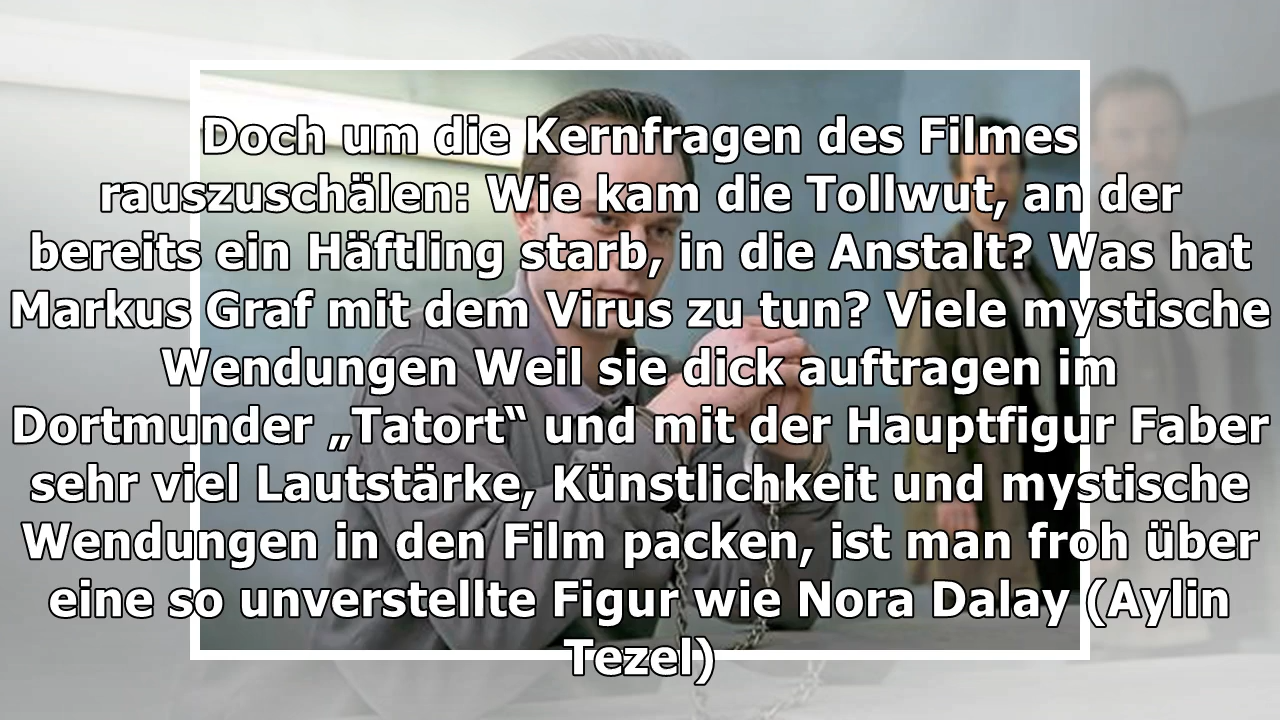 Doch um die Kernfragen des Filmes
rauszuschälen: Wie kam die Tollwut, an der
bereits ein Häftling starb, in die Anstalt? Was hat
Markus Graf mit dem Virus zu tun? Viele mystische
Wendungen Weil sie dick auftragen im
Dortmunder „Tatort“ und mit der Hauptfigur Faber
sehr viel Lautstärke, Künstlichkeit und mystische
Wendungen in den Film packen, ist man froh über
eine so unverstellte Figur wie Nora Dalay (Aylin
Tezel)